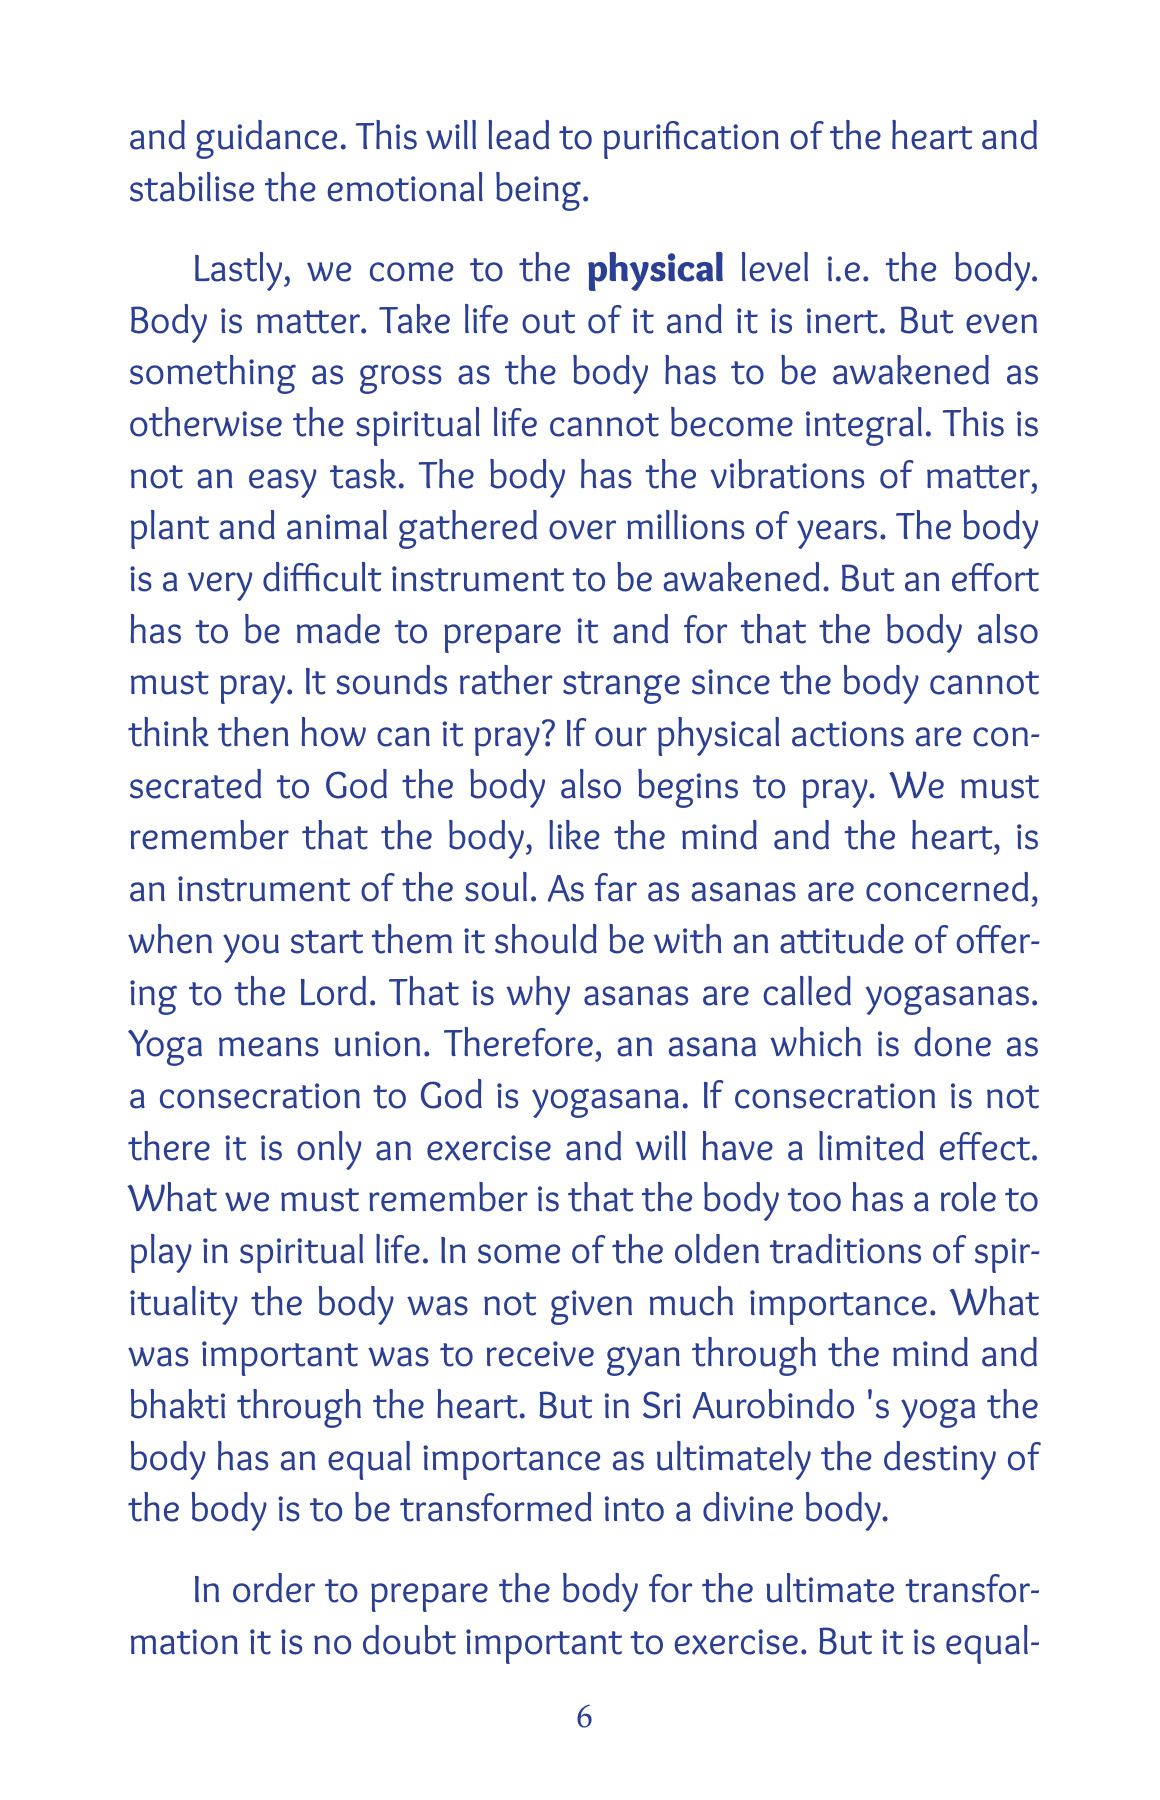 and guidance. This will lead to purification of the heart and
stabilise the emotional being.
Lastly, we come to the physical level i.e. the body.
Body is matter. Take life out of it and it is inert. But even
something as gross as the body has to be awakened as
otherwise the spiritual life cannot become integral. This is
not an easy task. The body has the vibrations of matter,
plant and animal gathered over millions of years. The body
is a very difficult instrument to be awakened. But an effort
has to be made to prepare it and for that the body also
must pray. It sounds rather strange since the body cannot
think then how can it pray? If our physical actions are con-
secrated to God the body also begins to pray. We must
remember that the body, like the mind and the heart, is
an instrument of the soul. As far as asanas are concerned,
when you start them it should be with an attitude of offer-
ing to the Lord. That is why asanas are called yogasanas.
Yoga means union. Therefore, an asana which is done as
a consecration to God is yogasana. If consecration is not
there it is only an exercise and will have a limited effect.
What we must remember is that the body too has a role to
play in spiritual life. In some of the olden traditions of spir-
ituality the body was not given much importance. What
was important was to receive gyan through the mind and
bhakti through the heart. But in Sri Aurobindo 's yoga the
body has an equal importance as ultimately the destiny of
the body is to be transformed into a divine body.
In order to prepare the body for the ultimate transfor-
mation it is no doubt important to exercise. But it is equal-
6